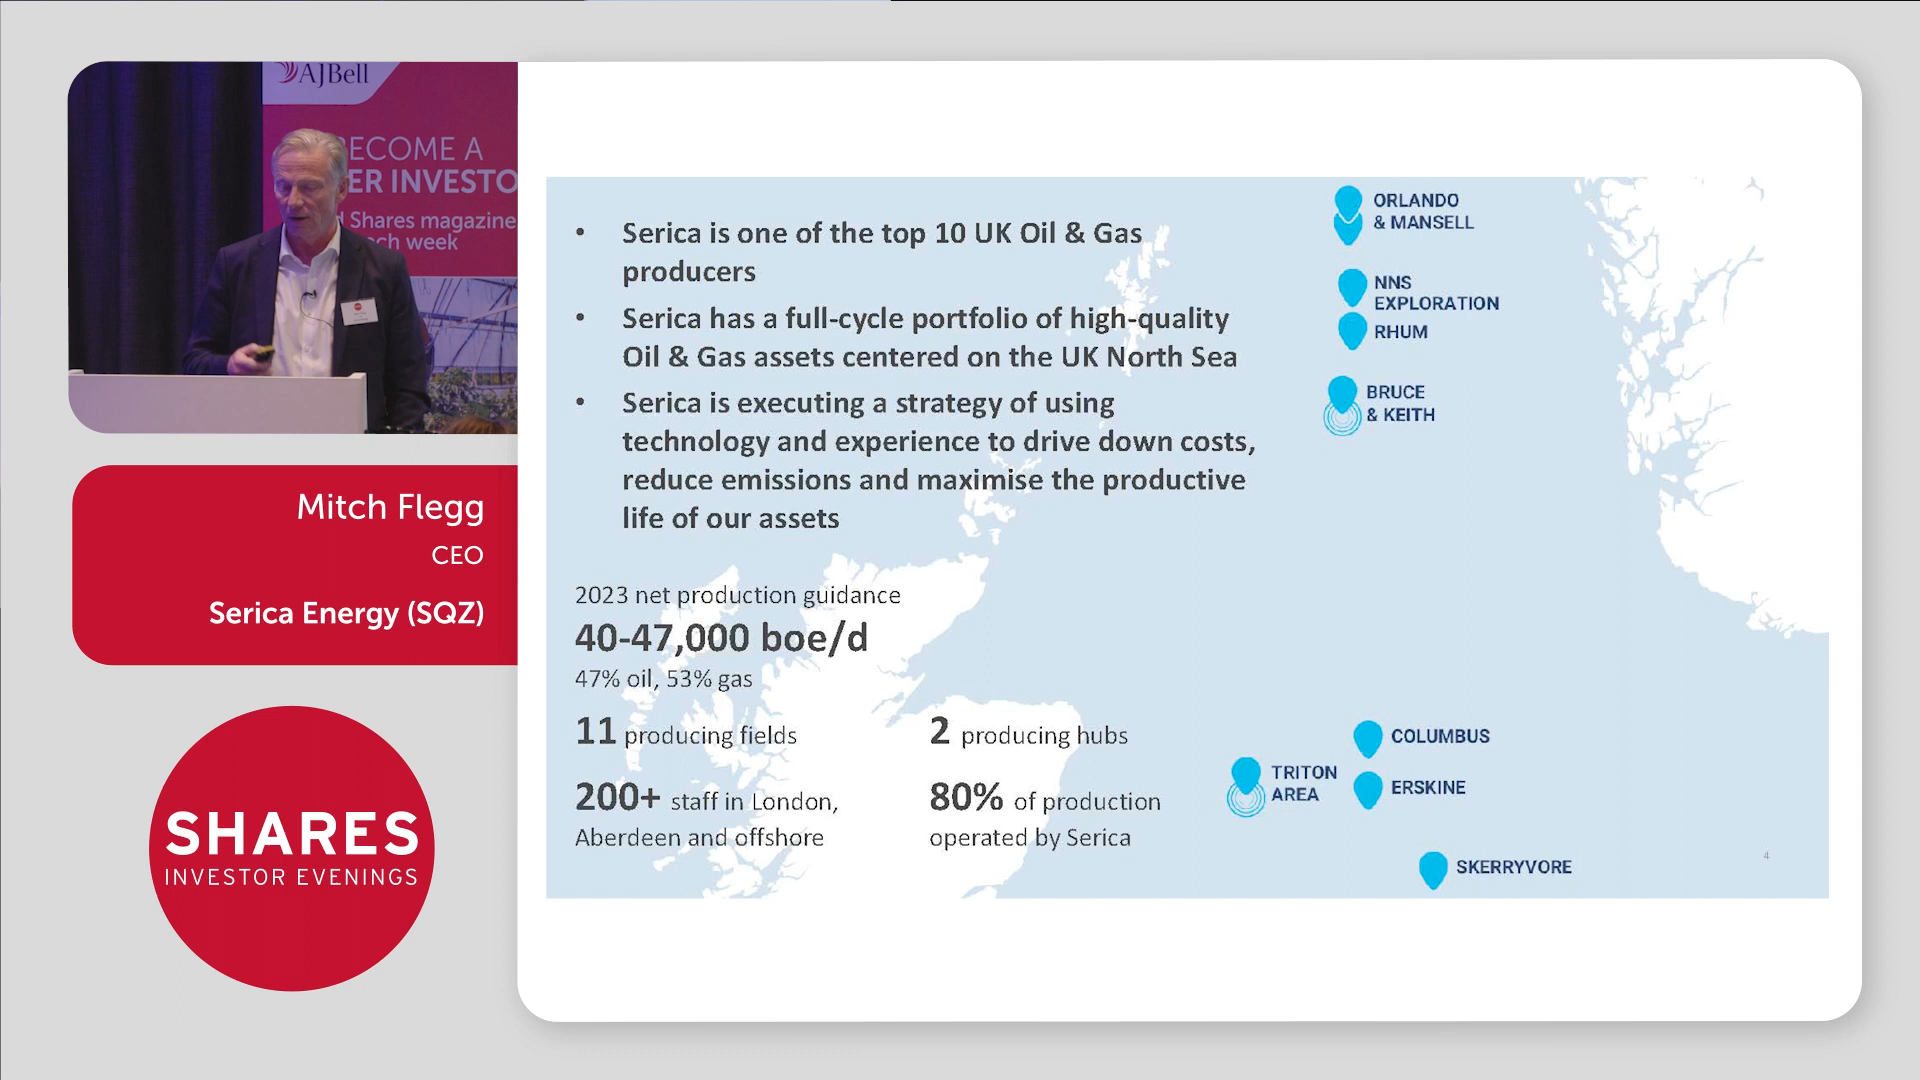 AJBell
BECOME A
ER INVESTO
Shares magazine
ch week
Mitch Flegg
CEO
Serica Energy (SQZ)
SHARES
INVESTOR EVENINGS
• Serica is one of the top 10 UK Oil & Gas
producers
• Serica has a full-cycle portfolio of high-quality
Oil & Gas assets centered on the UK North Sea
• Serica is executing a strategy of using
technology and experience to drive down costs,
reduce emissions and maximise the productive
life of our assets
2023 net production guidance
40-47,000 boe/d
47% oil, 53% gas
11 producing fields
2 producing hubs
200+ staff in London,
Aberdeen and offshore
80% of production
operated by Serica
ORLANDO
& MANSELL
NNS
EXPLORATION
RHUM
BRUCE
& KEITH
COLUMBUS
TRITON
AREA
ERSKINE
SKERRYVORE
4